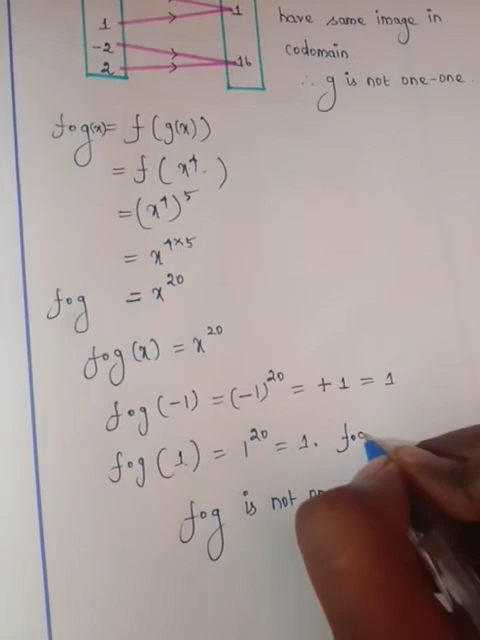 1 1 have same image in
-2 16 codomain.
2 ∴ g is not one-one.
fog(x) = f(g(x))
= f(x⁴.)
= (x⁴)⁵
= x⁴ˣ⁵
fog = x²⁰
fog(x) = x²⁰
fog(-1) = (-1)²⁰ = +1 = 1
fog(1) = 1²⁰ = 1. fog
fog is not